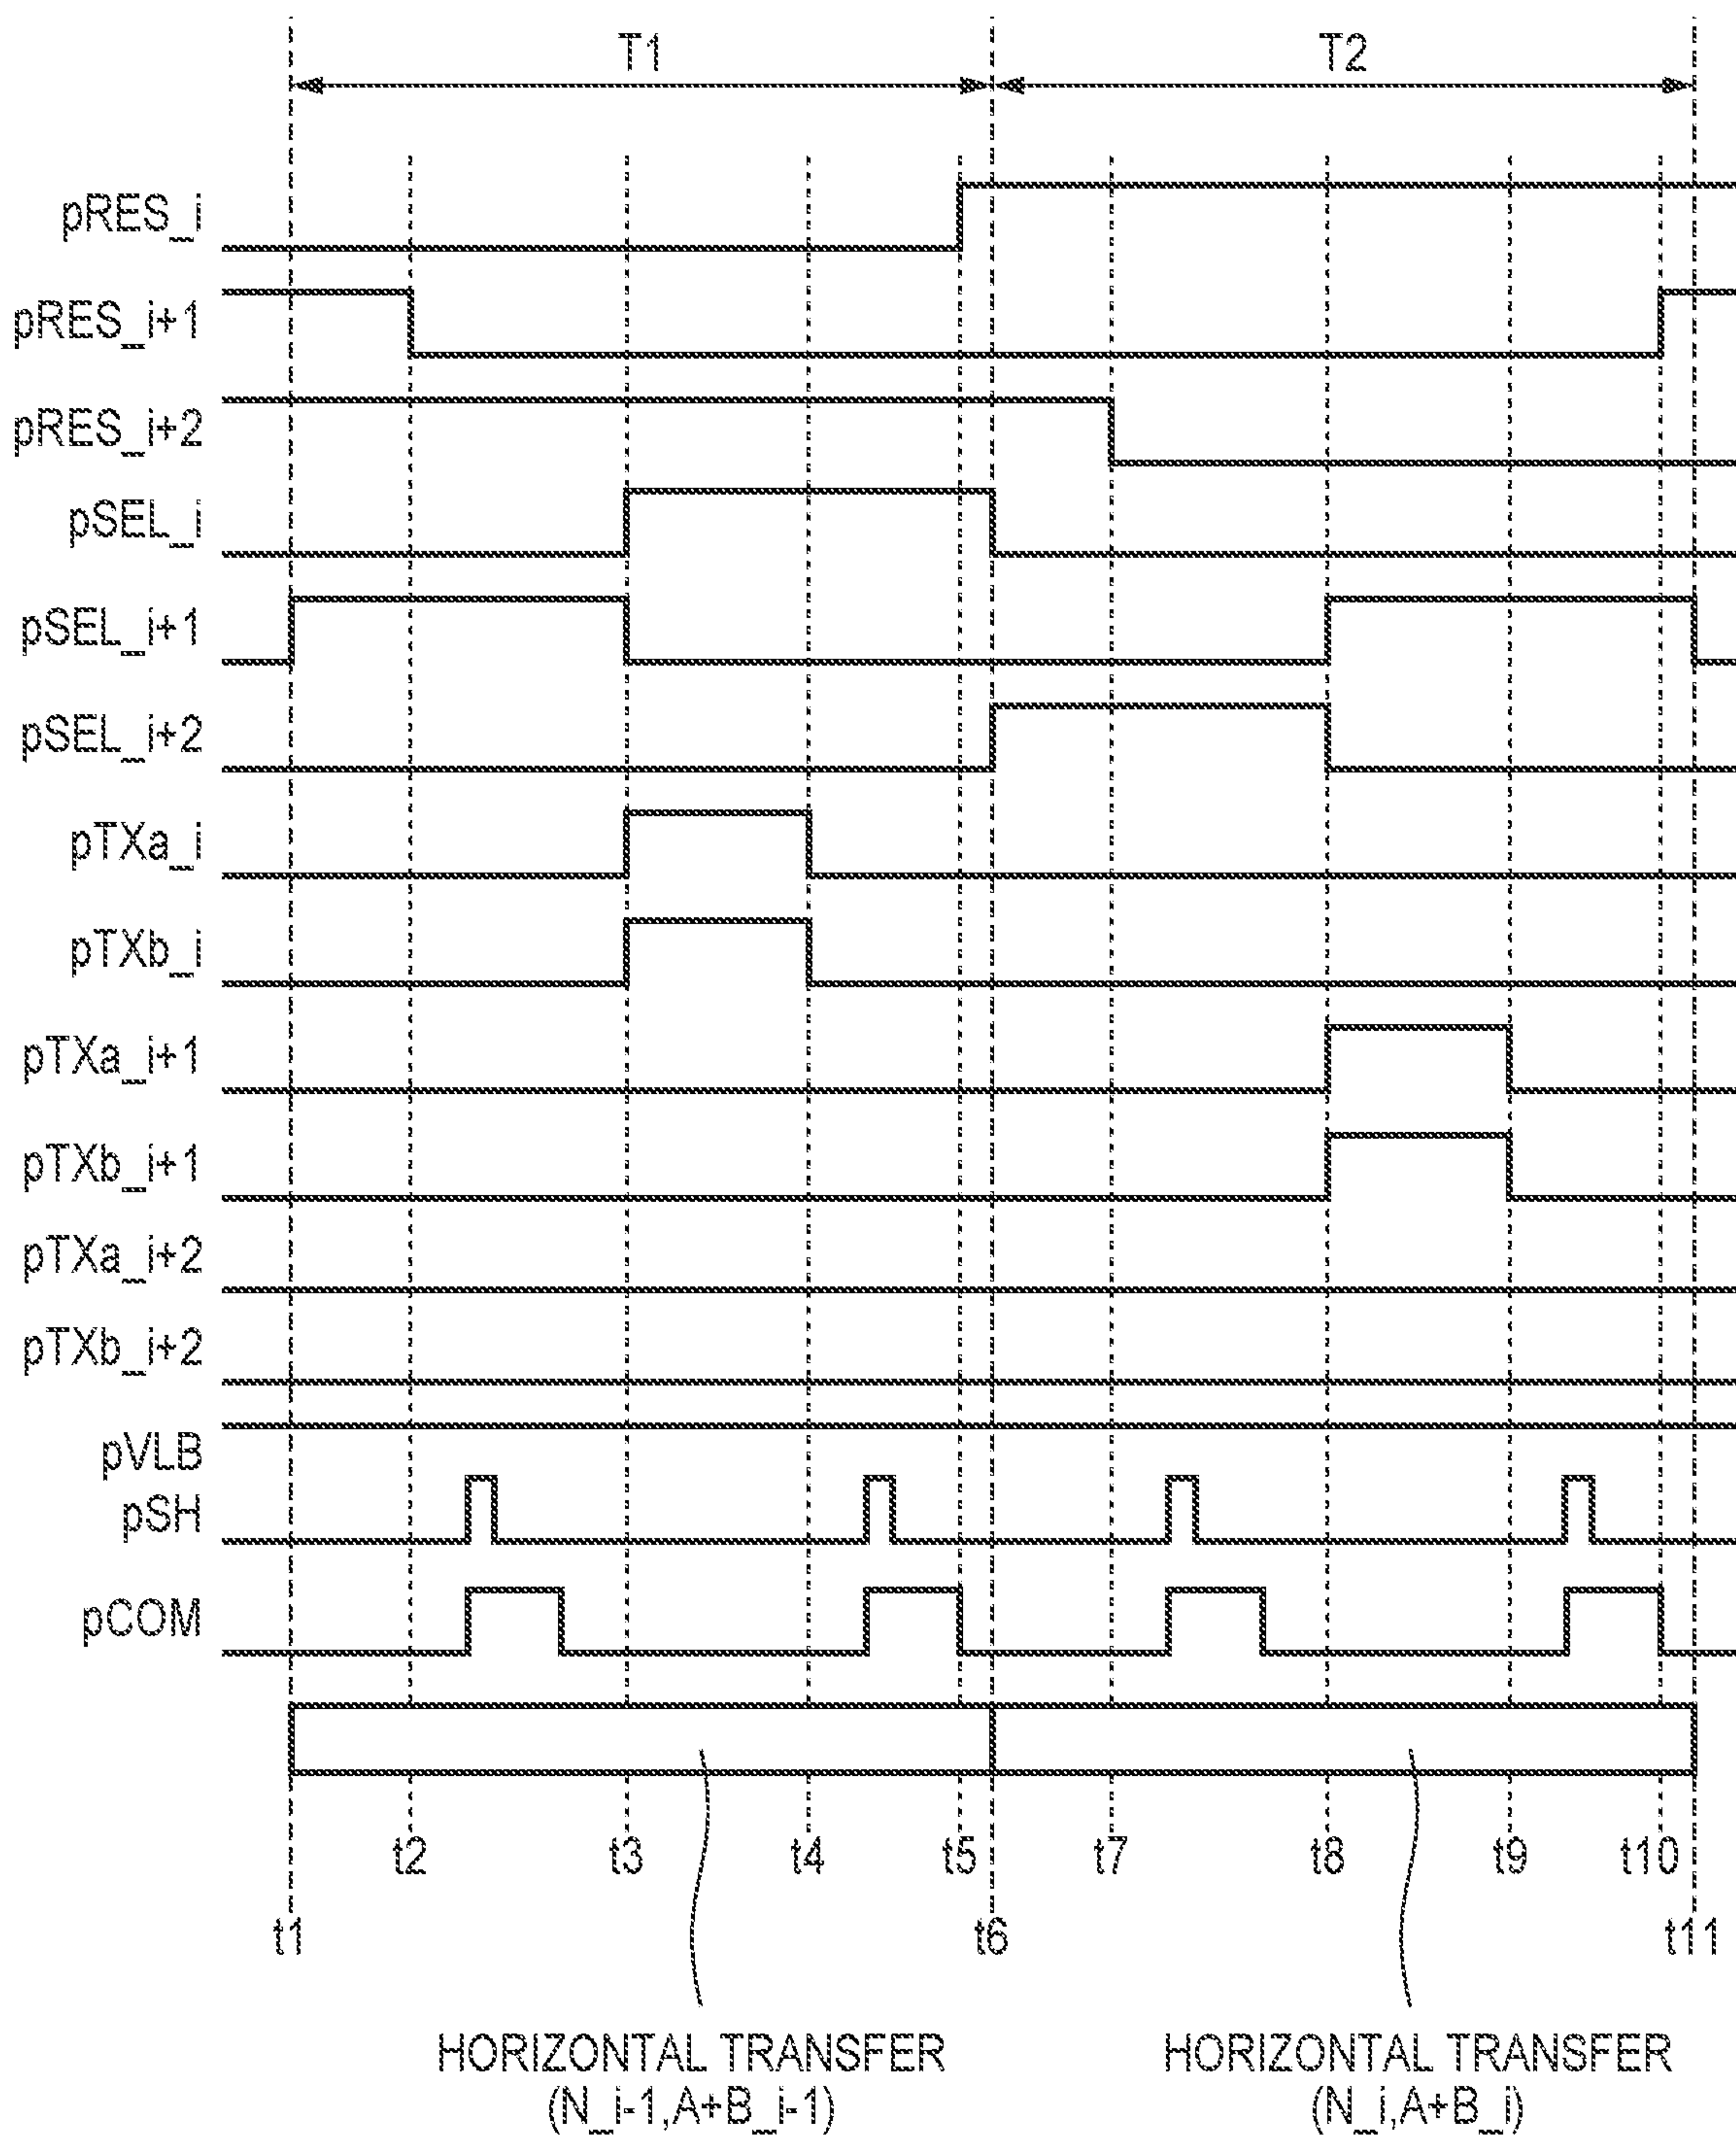 T1 T2
pRES_i
pRES_i+1
pRES_i+2
pSEL_i
pSEL_i+1
pSEL_i+2
pTXa_i
pTXb_i
pTXa_i+1
pTXb_i+1
pTXa_i+2
pTXb_i+2
pVLB
pSH
pCOM
t2 t3 t4 t5 t7 t8 t9 t10
t1 t6 t11
HORIZONTAL TRANSFER
(N_i-1,A+B_i-1)
HORIZONTAL TRANSFER
(N_i,A+B_i)